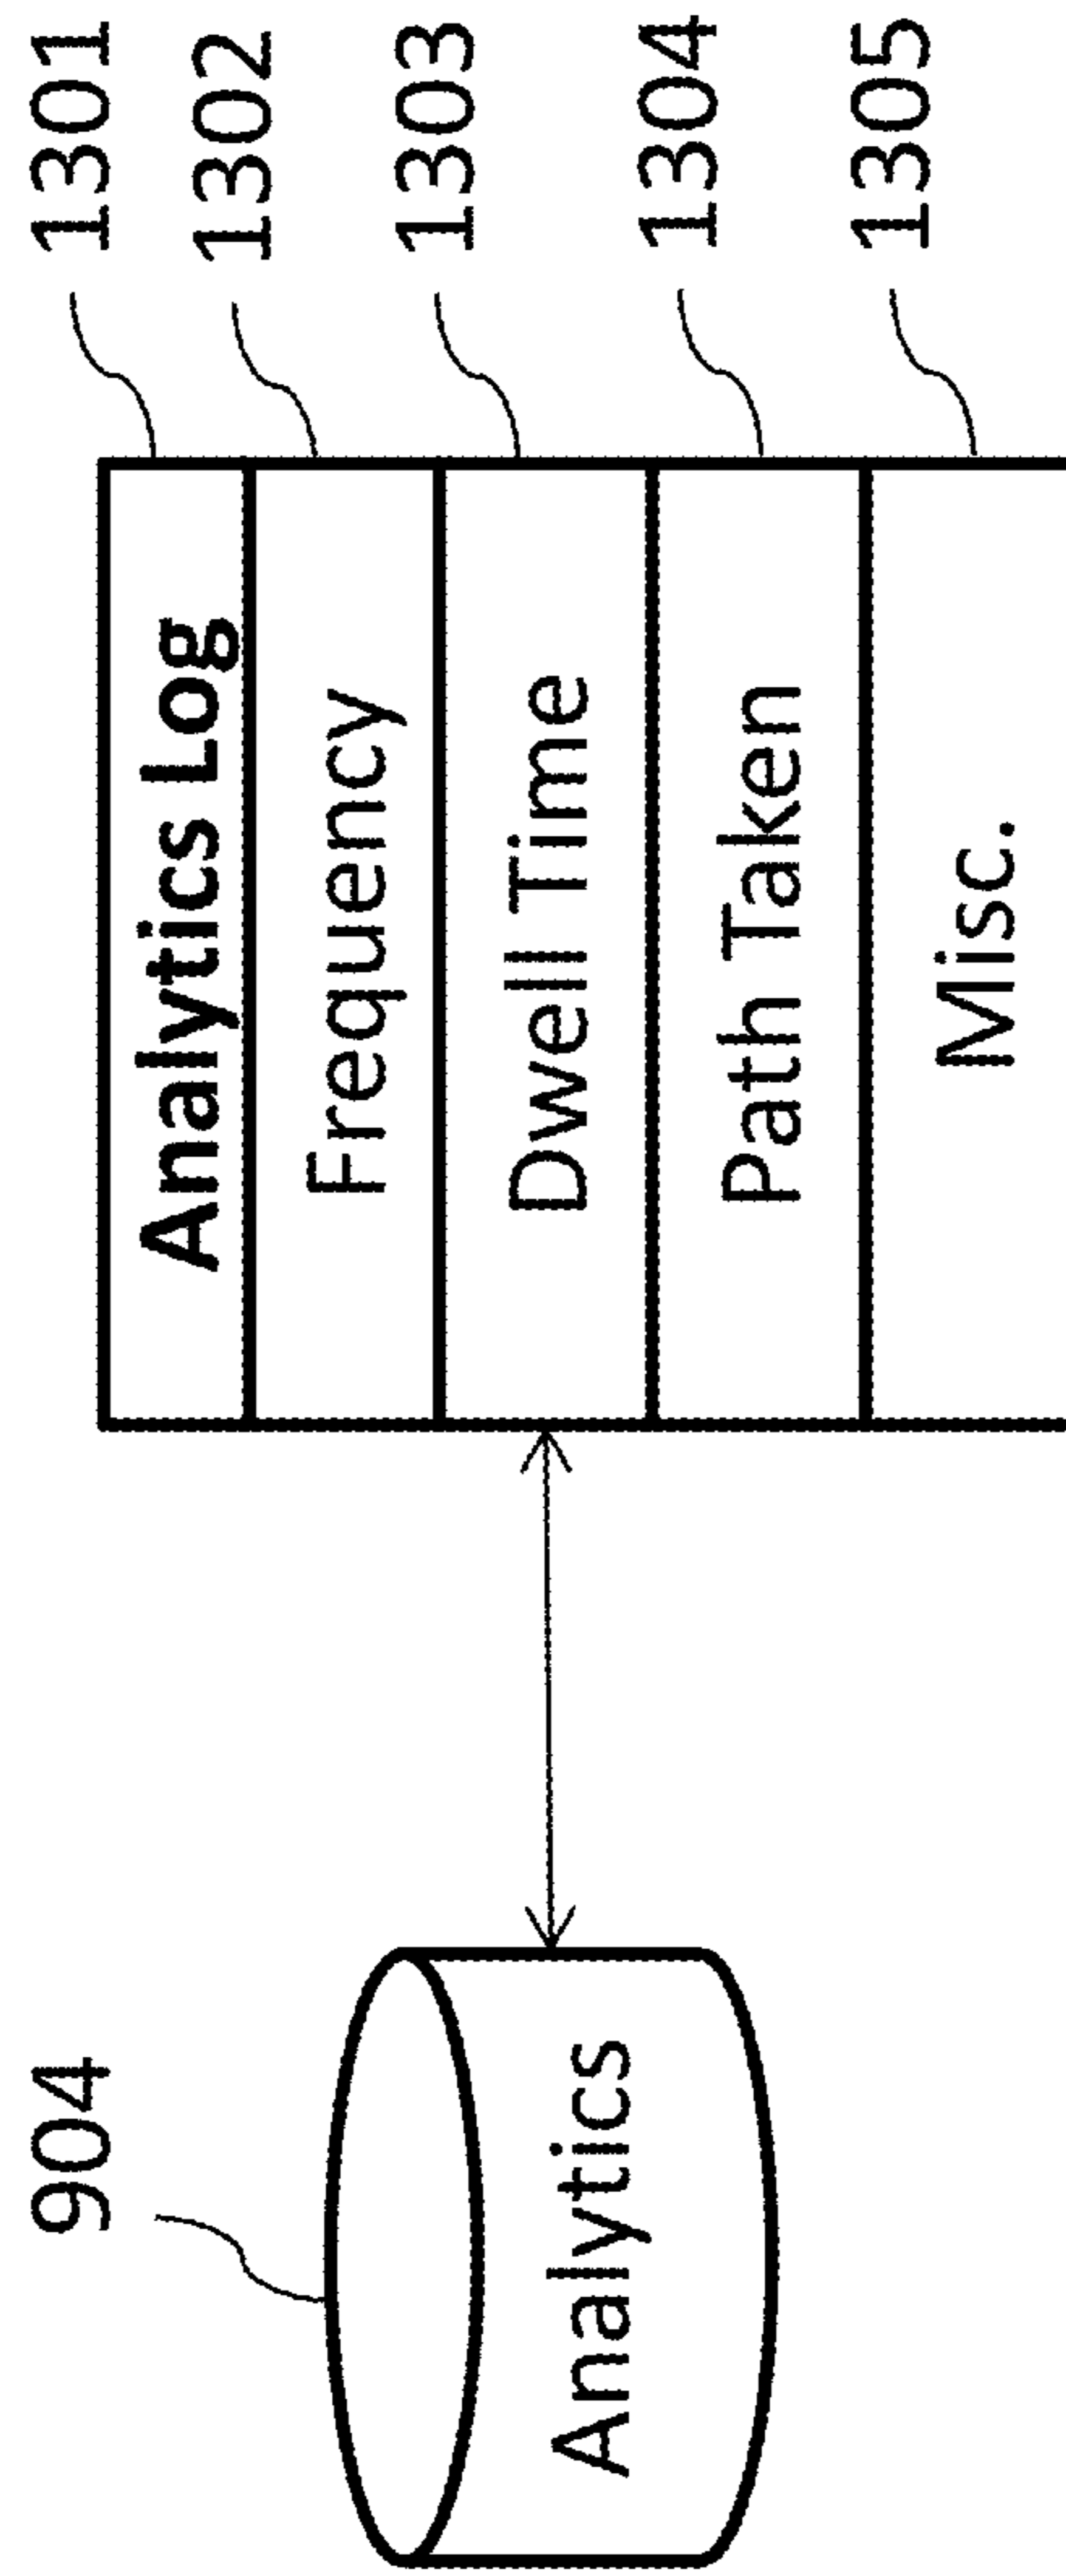 904
Analytics
Analytics Log
Frequency
Dwell Time
Path Taken
Misc.
1301
1302
1303
1304
1305